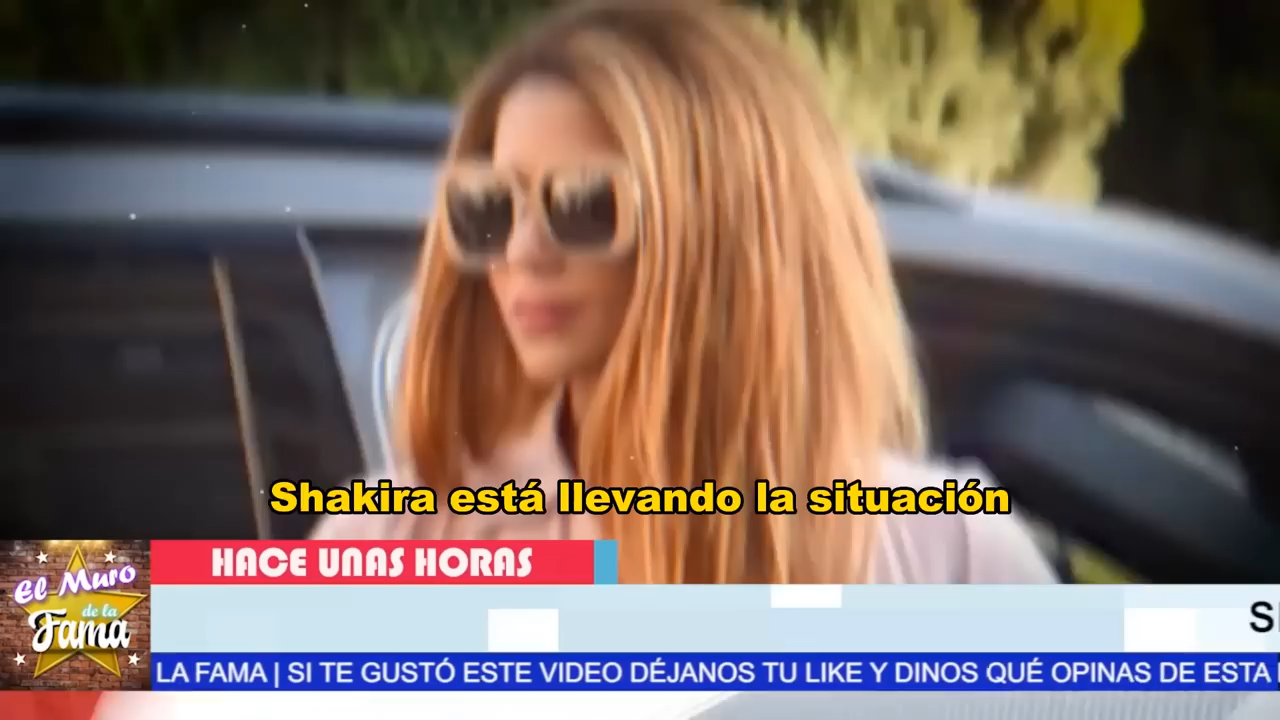 Shakira está llevando la situación
HACE UNAS HORAS
El Muro
de la
Fama
LA FAMA | SI TE GUSTÓ ESTE VIDEO DÉJANOS TU LIKE Y DINOS QUÉ OPINAS DE ESTA